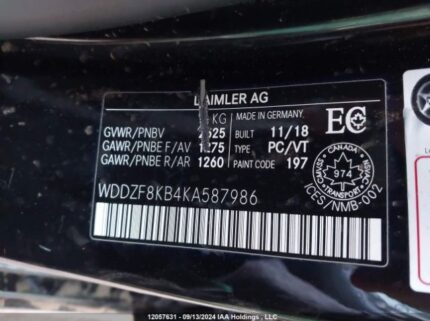 DAIMLER AG
KG MADE IN GERMANY.
GVWR/PNBV 2525 BUILT 11/18
GAWR/PNBE F/AV 1275 TYPE PC/VT
GAWR/PNBE R/AR 1260 PAINT CODE 197
EC
WDDZF8KB4KA587986
CANADA
974
TRANSPORT
ICES/NMB-002
12057631 - 09/13/2024 IAA Holdings , LLC